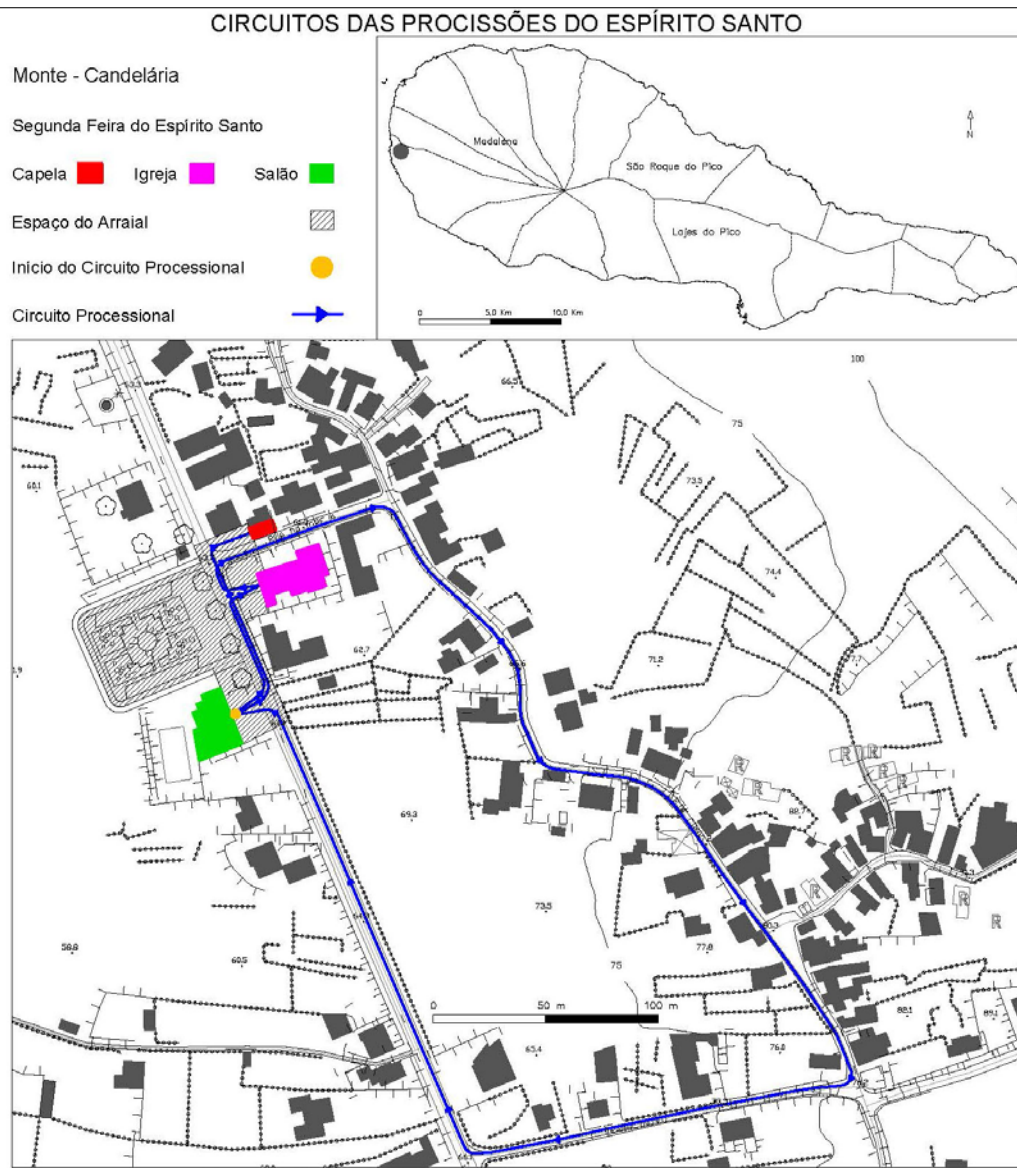 CIRCUITOS DAS PROCISSÕES DO ESPÍRITO SANTO
Monte - Candelária
Segunda Feira do Espírito Santo
Capela
Igreja
Salão
Espaço do Arraial
Início do Circuito Processional
Circuito Processional
Madalena
São Roque do Pico
Lajes do Pico
N
0
5.0 Km
10.0 Km
100
66.5
75
60.1
73.5
74.4
62.7
71.2
69.3
R
R
R
R
R
88.7
73.5
R
R
R
58.8
60.5
77.8
75
0
50 m
100 m
88.1
89.1
63.4
76.8